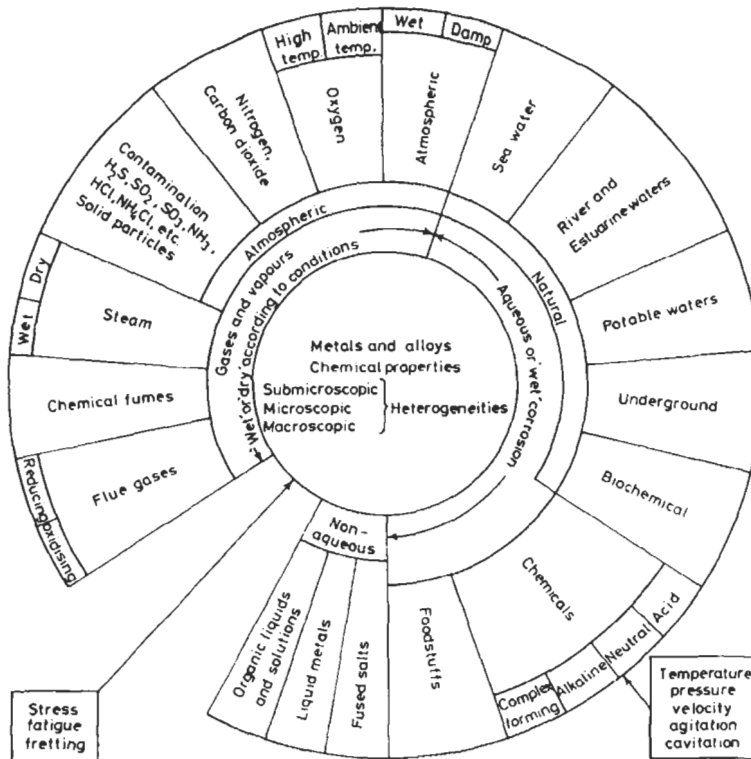 High
temp.
Ambient
temp.
Oxygen
Wet
Damp
Atmospheric
Sea water
River and
Estuarine waters
Potable waters
Underground
Biochemical
Chemicals
Acid
Neutral
Alkaline
Complex
forming
Foodstuffs
Non-
aqueous
Fused salts
Liquid metals
Organic liquids
and solutions
Flue gases
Reducing
Oxidising
Chemical fumes
Steam
Wet
Dry
Contamination
H2S, SO2, SO3, NH3,
HCl, NH4Cl, etc.
Solid particles
Nitrogen,
Carbon dioxide
Atmospheric
Natural
Gases and vapours
'Wet' or 'dry' according to conditions
Aqueous or 'wet' corrosion
Metals and alloys
Chemical properties
Submicroscopic
Microscopic
Macroscopic
Heterogeneities
Stress
fatigue
fretting
Temperature
pressure
velocity
agitation
cavitation